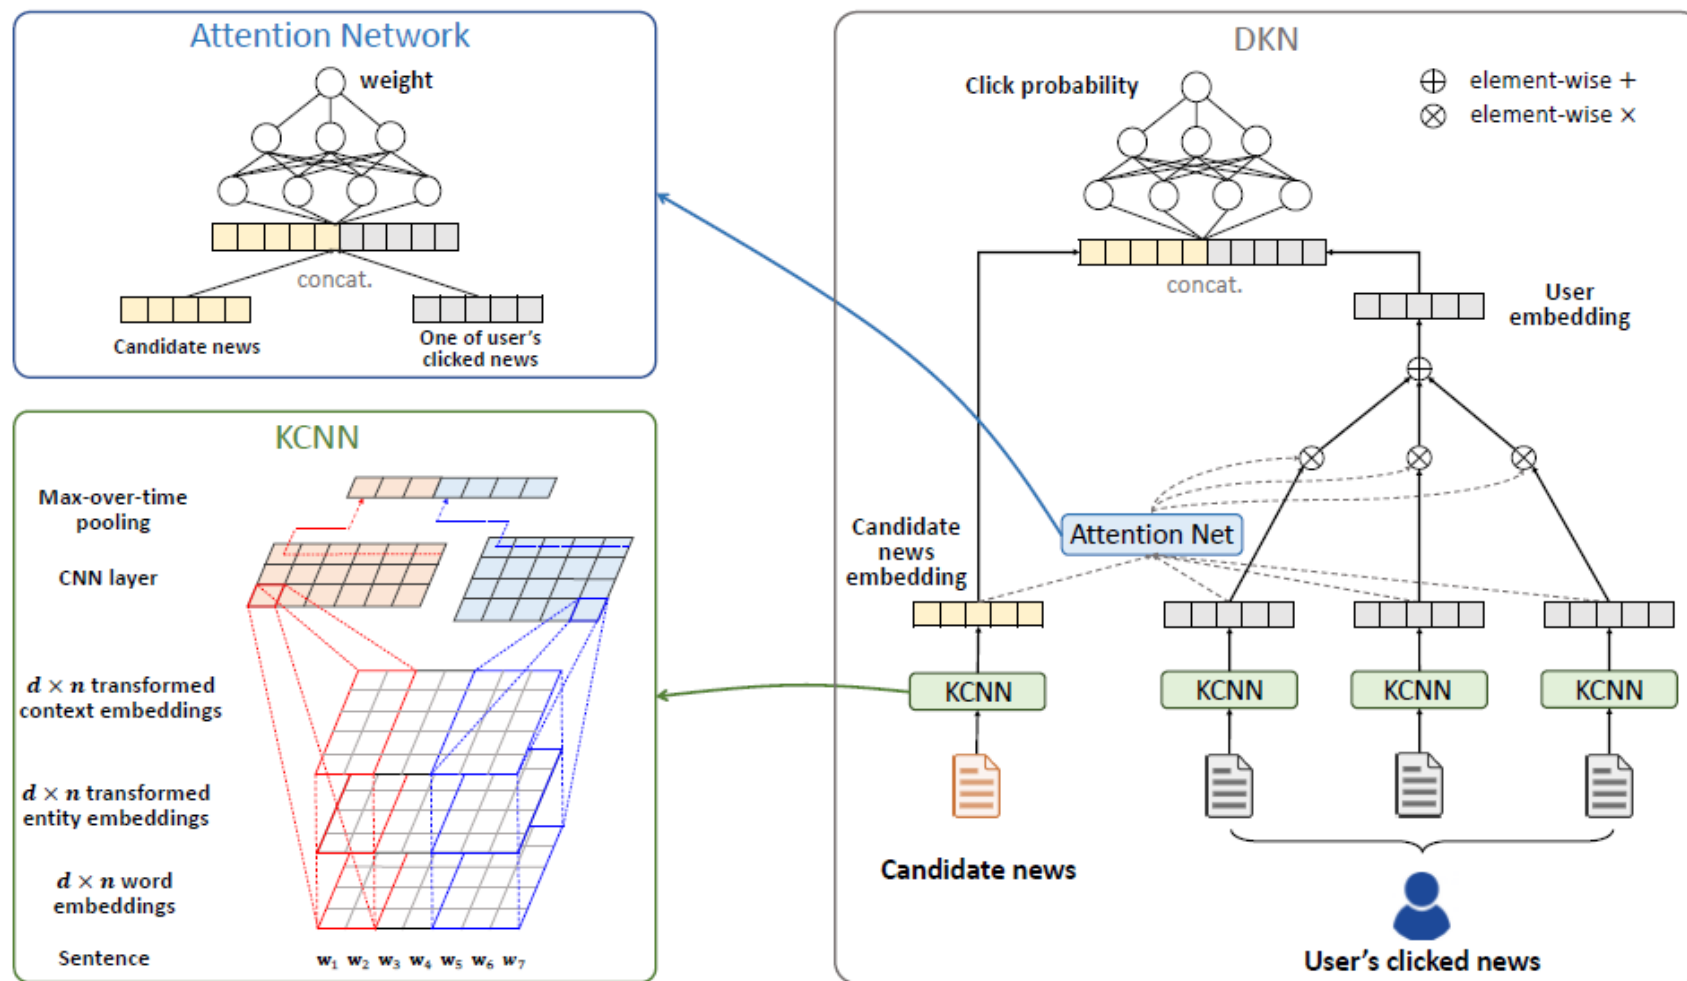 Attention Network
weight
concat.
Candidate news
One of user's
clicked news
KCNN
Max-over-time
pooling
CNN layer
d × n transformed
context embeddings
d × n transformed
entity embeddings
d × n word
embeddings
Sentence
w1 w2 w3 w4 w5 w6 w7
DKN
Click probability
element-wise +
element-wise ×
concat.
User
embedding
Candidate
news
embedding
Attention Net
KCNN
KCNN
KCNN
KCNN
Candidate news
User's clicked news